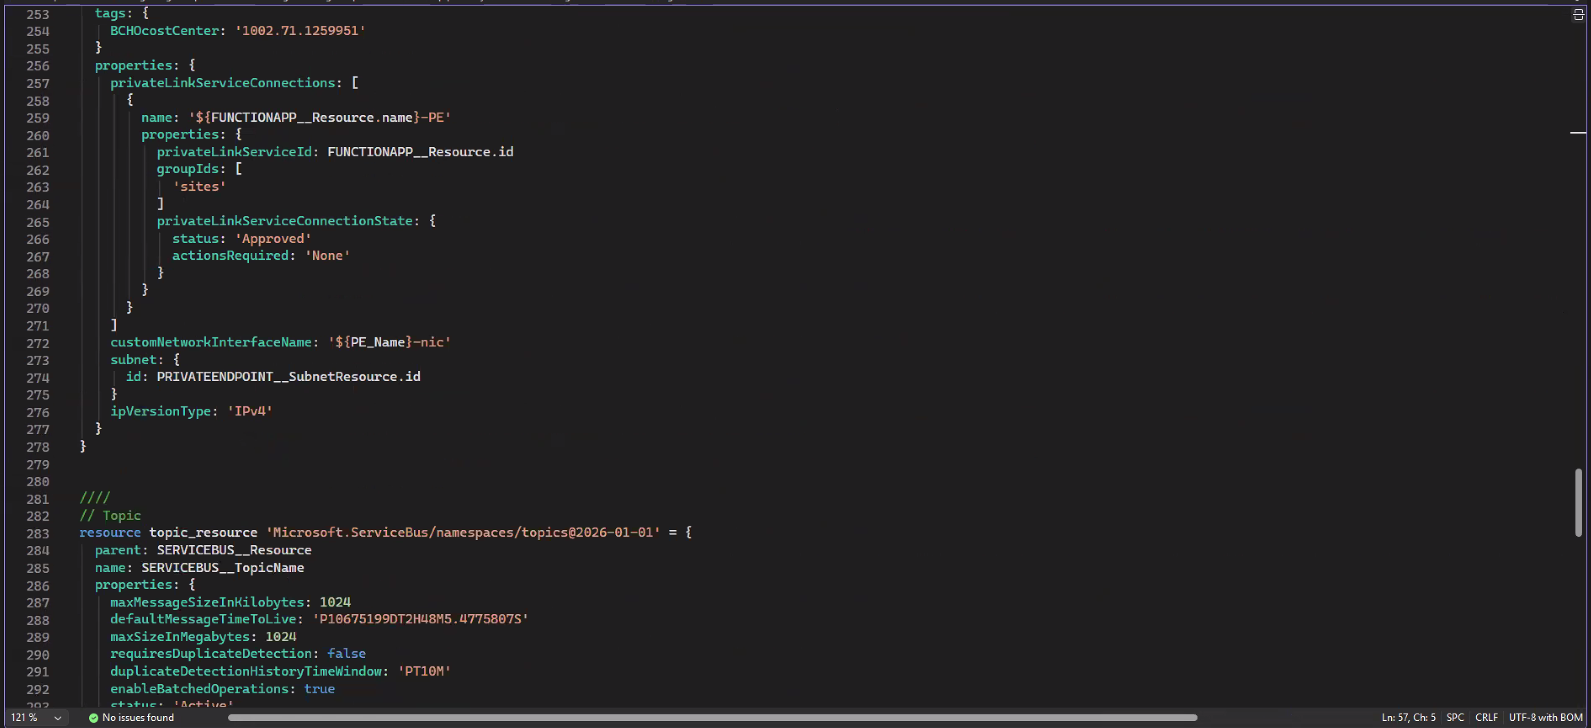 253 tags: {
254 BCHOcostCenter: '1002.71.1259951'
255 }
256 properties: {
257 privateLinkServiceConnections: [
258 {
259 name: '${FUNCTIONAPP__Resource.name}-PE'
260 properties: {
261 privateLinkServiceId: FUNCTIONAPP__Resource.id
262 groupIds: [
263 'sites'
264 ]
265 privateLinkServiceConnectionState: {
266 status: 'Approved'
267 actionsRequired: 'None'
268 }
269 }
270 }
271 ]
272 customNetworkInterfaceName: '${PE_Name}-nic'
273 subnet: {
274 id: PRIVATEENDPOINT__SubnetResource.id
275 }
276 ipVersionType: 'IPv4'
277 }
278 }
279
280
281 ////
282 // Topic
283 resource topic_resource 'Microsoft.ServiceBus/namespaces/topics@2026-01-01' = {
284 parent: SERVICEBUS__Resource
285 name: SERVICEBUS__TopicName
286 properties: {
287 maxMessageSizeInKilobytes: 1024
288 defaultMessageTimeToLive: 'P10675199DT2H48M5.4775807S'
289 maxSizeInMegabytes: 1024
290 requiresDuplicateDetection: false
291 duplicateDetectionHistoryTimeWindow: 'PT10M'
292 enableBatchedOperations: true
293 status: 'Active'
121 % No issues found Ln: 57, Ch: 5 SPC CRLF UTF-8 with BOM